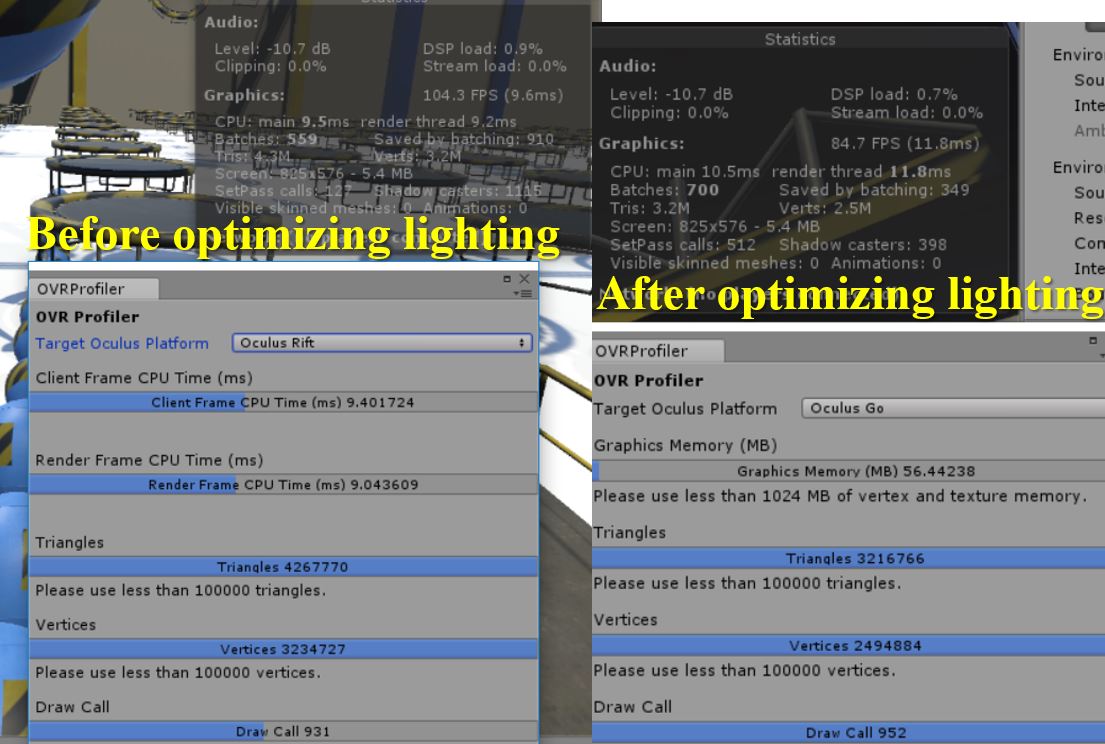 Statistics
Audio:
Level: -10.7 dB DSP load: 0.9%
Clipping: 0.0% Stream load: 0.0%
Graphics: 104.3 FPS (9.6ms)
CPU: main 9.5ms render thread 9.2ms
Batches: 559 Saved by batching: 910
Tris: 4.3M Verts: 3.2M
Screen: 825x576 - 5.4 MB
SetPass calls: 127 Shadow casters: 1115
Visible skinned meshes: 0 Animations: 0
Before optimizing lighting
OVRProfiler
OVR Profiler
Target Oculus Platform Oculus Rift
Client Frame CPU Time (ms)
Client Frame CPU Time (ms) 9.401724
Render Frame CPU Time (ms)
Render Frame CPU Time (ms) 9.043609
Triangles
Triangles 4267770
Please use less than 100000 triangles.
Vertices
Vertices 3234727
Please use less than 100000 vertices.
Draw Call
Draw Call 931
Statistics
Audio:
Level: -10.7 dB DSP load: 0.7%
Clipping: 0.0% Stream load: 0.0%
Graphics: 84.7 FPS (11.8ms)
CPU: main 10.5ms render thread 11.8ms
Batches: 700 Saved by batching: 349
Tris: 3.2M Verts: 2.5M
Screen: 825x576 - 5.4 MB
SetPass calls: 512 Shadow casters: 398
Visible skinned meshes: 0 Animations: 0
After optimizing lighting
Enviro
Sou
Inte
Amb
Enviro
Sou
Res
Con
Inte
OVRProfiler
OVR Profiler
Target Oculus Platform Oculus Go
Graphics Memory (MB)
Graphics Memory (MB) 56.44238
Please use less than 1024 MB of vertex and texture memory.
Triangles
Triangles 3216766
Please use less than 100000 triangles.
Vertices
Vertices 2494884
Please use less than 100000 vertices.
Draw Call
Draw Call 952